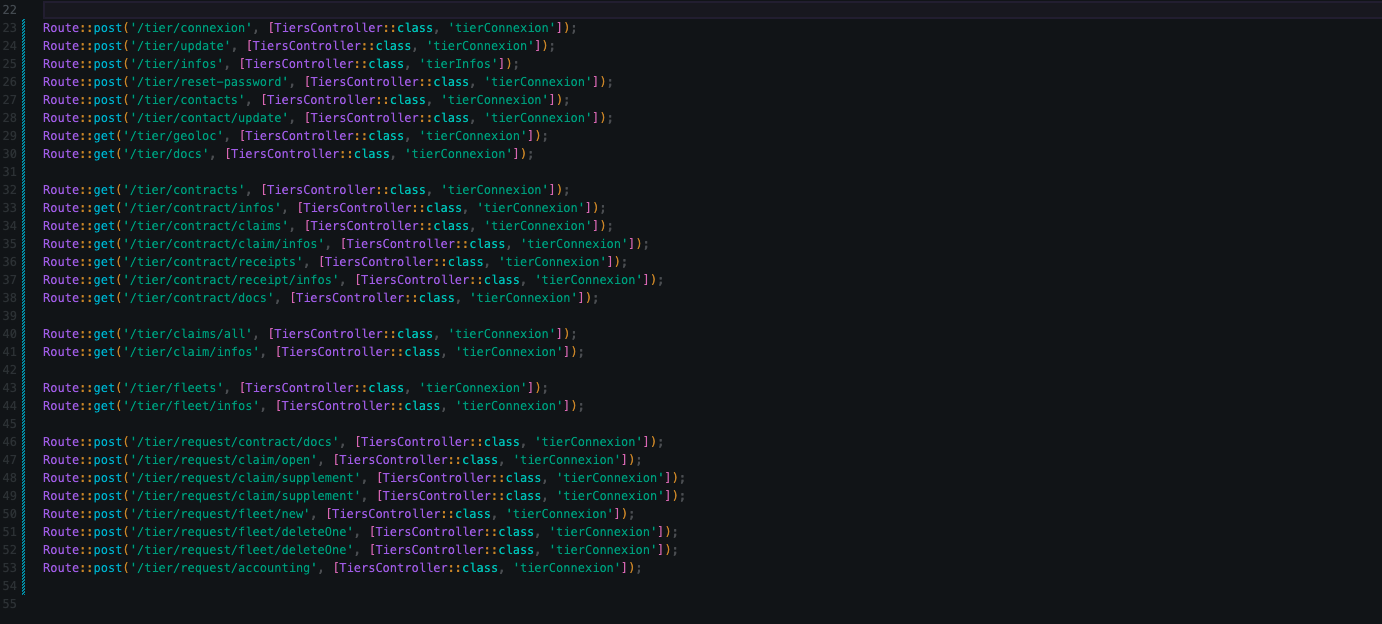 22
23 Route::post('/tier/connexion', [TiersController::class, 'tierConnexion']);
24 Route::post('/tier/update', [TiersController::class, 'tierConnexion']);
25 Route::post('/tier/infos', [TiersController::class, 'tierInfos']);
26 Route::post('/tier/reset-password', [TiersController::class, 'tierConnexion']);
27 Route::post('/tier/contacts', [TiersController::class, 'tierConnexion']);
28 Route::post('/tier/contact/update', [TiersController::class, 'tierConnexion']);
29 Route::get('/tier/geoloc', [TiersController::class, 'tierConnexion']);
30 Route::get('/tier/docs', [TiersController::class, 'tierConnexion']);
31
32 Route::get('/tier/contracts', [TiersController::class, 'tierConnexion']);
33 Route::get('/tier/contract/infos', [TiersController::class, 'tierConnexion']);
34 Route::get('/tier/contract/claims', [TiersController::class, 'tierConnexion']);
35 Route::get('/tier/contract/claim/infos', [TiersController::class, 'tierConnexion']);
36 Route::get('/tier/contract/receipts', [TiersController::class, 'tierConnexion']);
37 Route::get('/tier/contract/receipt/infos', [TiersController::class, 'tierConnexion']);
38 Route::get('/tier/contract/docs', [TiersController::class, 'tierConnexion']);
39
40 Route::get('/tier/claims/all', [TiersController::class, 'tierConnexion']);
41 Route::get('/tier/claim/infos', [TiersController::class, 'tierConnexion']);
42
43 Route::get('/tier/fleets', [TiersController::class, 'tierConnexion']);
44 Route::get('/tier/fleet/infos', [TiersController::class, 'tierConnexion']);
45
46 Route::post('/tier/request/contract/docs', [TiersController::class, 'tierConnexion']);
47 Route::post('/tier/request/claim/open', [TiersController::class, 'tierConnexion']);
48 Route::post('/tier/request/claim/supplement', [TiersController::class, 'tierConnexion']);
49 Route::post('/tier/request/claim/supplement', [TiersController::class, 'tierConnexion']);
50 Route::post('/tier/request/fleet/new', [TiersController::class, 'tierConnexion']);
51 Route::post('/tier/request/fleet/deleteOne', [TiersController::class, 'tierConnexion']);
52 Route::post('/tier/request/fleet/deleteOne', [TiersController::class, 'tierConnexion']);
53 Route::post('/tier/request/accounting', [TiersController::class, 'tierConnexion']);
54
55